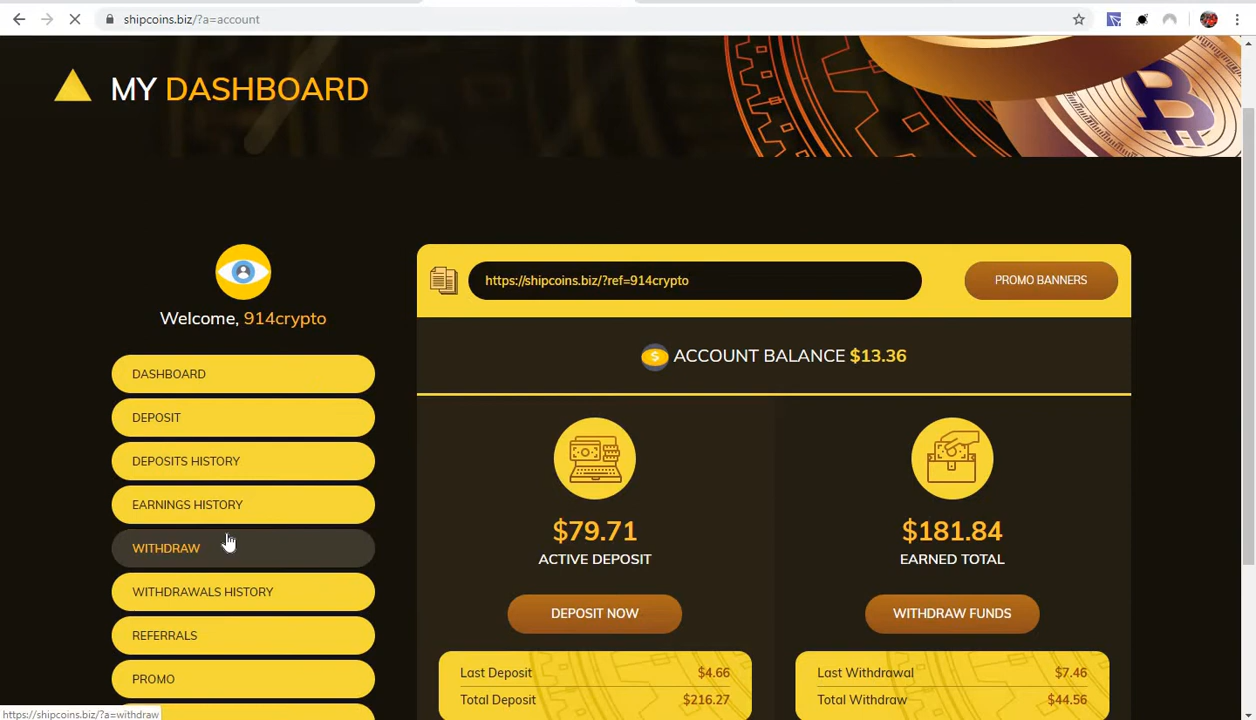 shipcoins.biz/?a=account
MY DASHBOARD
https://shipcoins.biz/?ref=914crypto
PROMO BANNERS
Welcome, 914crypto
ACCOUNT BALANCE $13.36
DASHBOARD
DEPOSIT
DEPOSITS HISTORY
EARNINGS HISTORY
WITHDRAW
WITHDRAWALS HISTORY
REFERRALS
PROMO
$79.71
ACTIVE DEPOSIT
DEPOSIT NOW
Last Deposit $4.66
Total Deposit $216.27
$181.84
EARNED TOTAL
WITHDRAW FUNDS
Last Withdrawal $7.46
Total Withdraw $44.56
https://shipcoins.biz/?a=withdraw